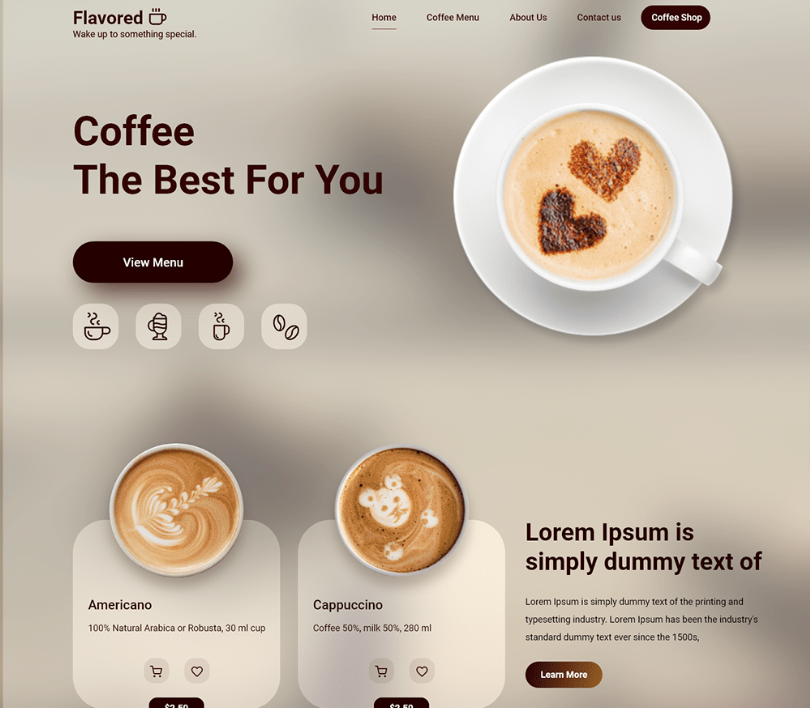 Flavored
Wake up to something special.
Home
Coffee Menu
About Us
Contact us
Coffee Shop
Coffee
The Best For You
View Menu
Americano
100% Natural Arabica or Robusta, 30 ml cup
Cappuccino
Coffee 50%, milk 50%, 280 ml
Lorem Ipsum is
simply dummy text of
Lorem Ipsum is simply dummy text of the printing and
typesetting industry. Lorem Ipsum has been the industry's
standard dummy text ever since the 1500s,
Learn More